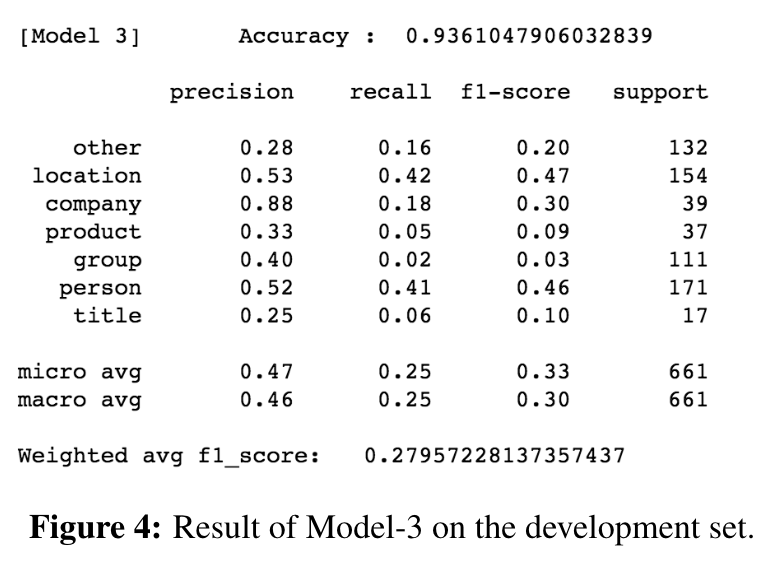 [Model 3] Accuracy : 0.9361047906032839
precision recall f1-score support
other 0.28 0.16 0.20 132
location 0.53 0.42 0.47 154
company 0.88 0.18 0.30 39
product 0.33 0.05 0.09 37
group 0.40 0.02 0.03 111
person 0.52 0.41 0.46 171
title 0.25 0.06 0.10 17
micro avg 0.47 0.25 0.33 661
macro avg 0.46 0.25 0.30 661
Weighted avg f1_score: 0.27957228137357437
Figure 4: Result of Model-3 on the development set.